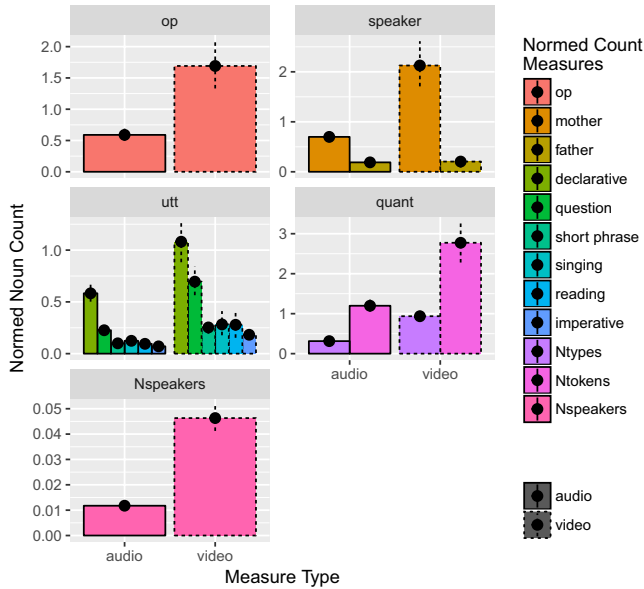 op
speaker
2.0
1.5
1.0
0.5
0.0
2
1
0
utt
quant
1.0
0.5
0.0
3
2
1
0
audio
video
Nspeakers
0.05
0.04
0.03
0.02
0.01
0.00
audio
video
Measure Type
Normed Noun Count
Normed Count
Measures
op
mother
father
declarative
question
short phrase
singing
reading
imperative
Ntypes
Ntokens
Nspeakers
audio
video